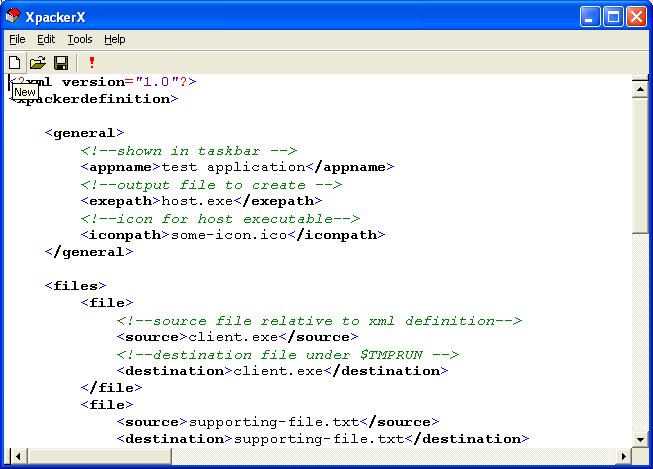 XpackerX
File Edit Tools Help
<?xml version="1.0"?>
New
<xpackerdefinition>
<general>
<!--shown in taskbar -->
<appname>test application</appname>
<!--output file to create -->
<exepath>host.exe</exepath>
<!--icon for host executable-->
<iconpath>some-icon.ico</iconpath>
</general>
<files>
<file>
<!--source file relative to xml definition-->
<source>client.exe</source>
<!--destination file under $TMPRUN -->
<destination>client.exe</destination>
</file>
<file>
<source>supporting-file.txt</source>
<destination>supporting-file.txt</destination>